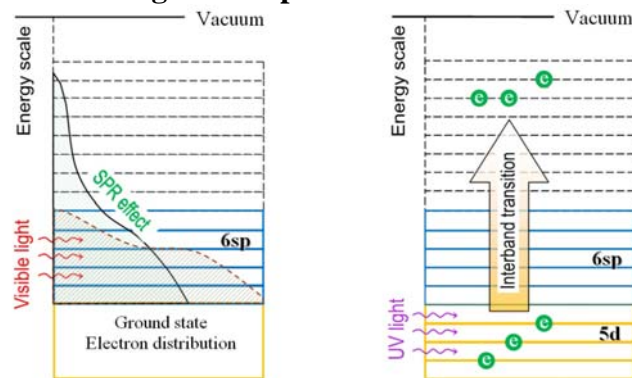 Vacuum
Energy scale
SPR effect
6sp
Visible light
Ground state
Electron distribution
Vacuum
Energy scale
e e e
Interband transition
6sp
UV light
5d
e
e
e